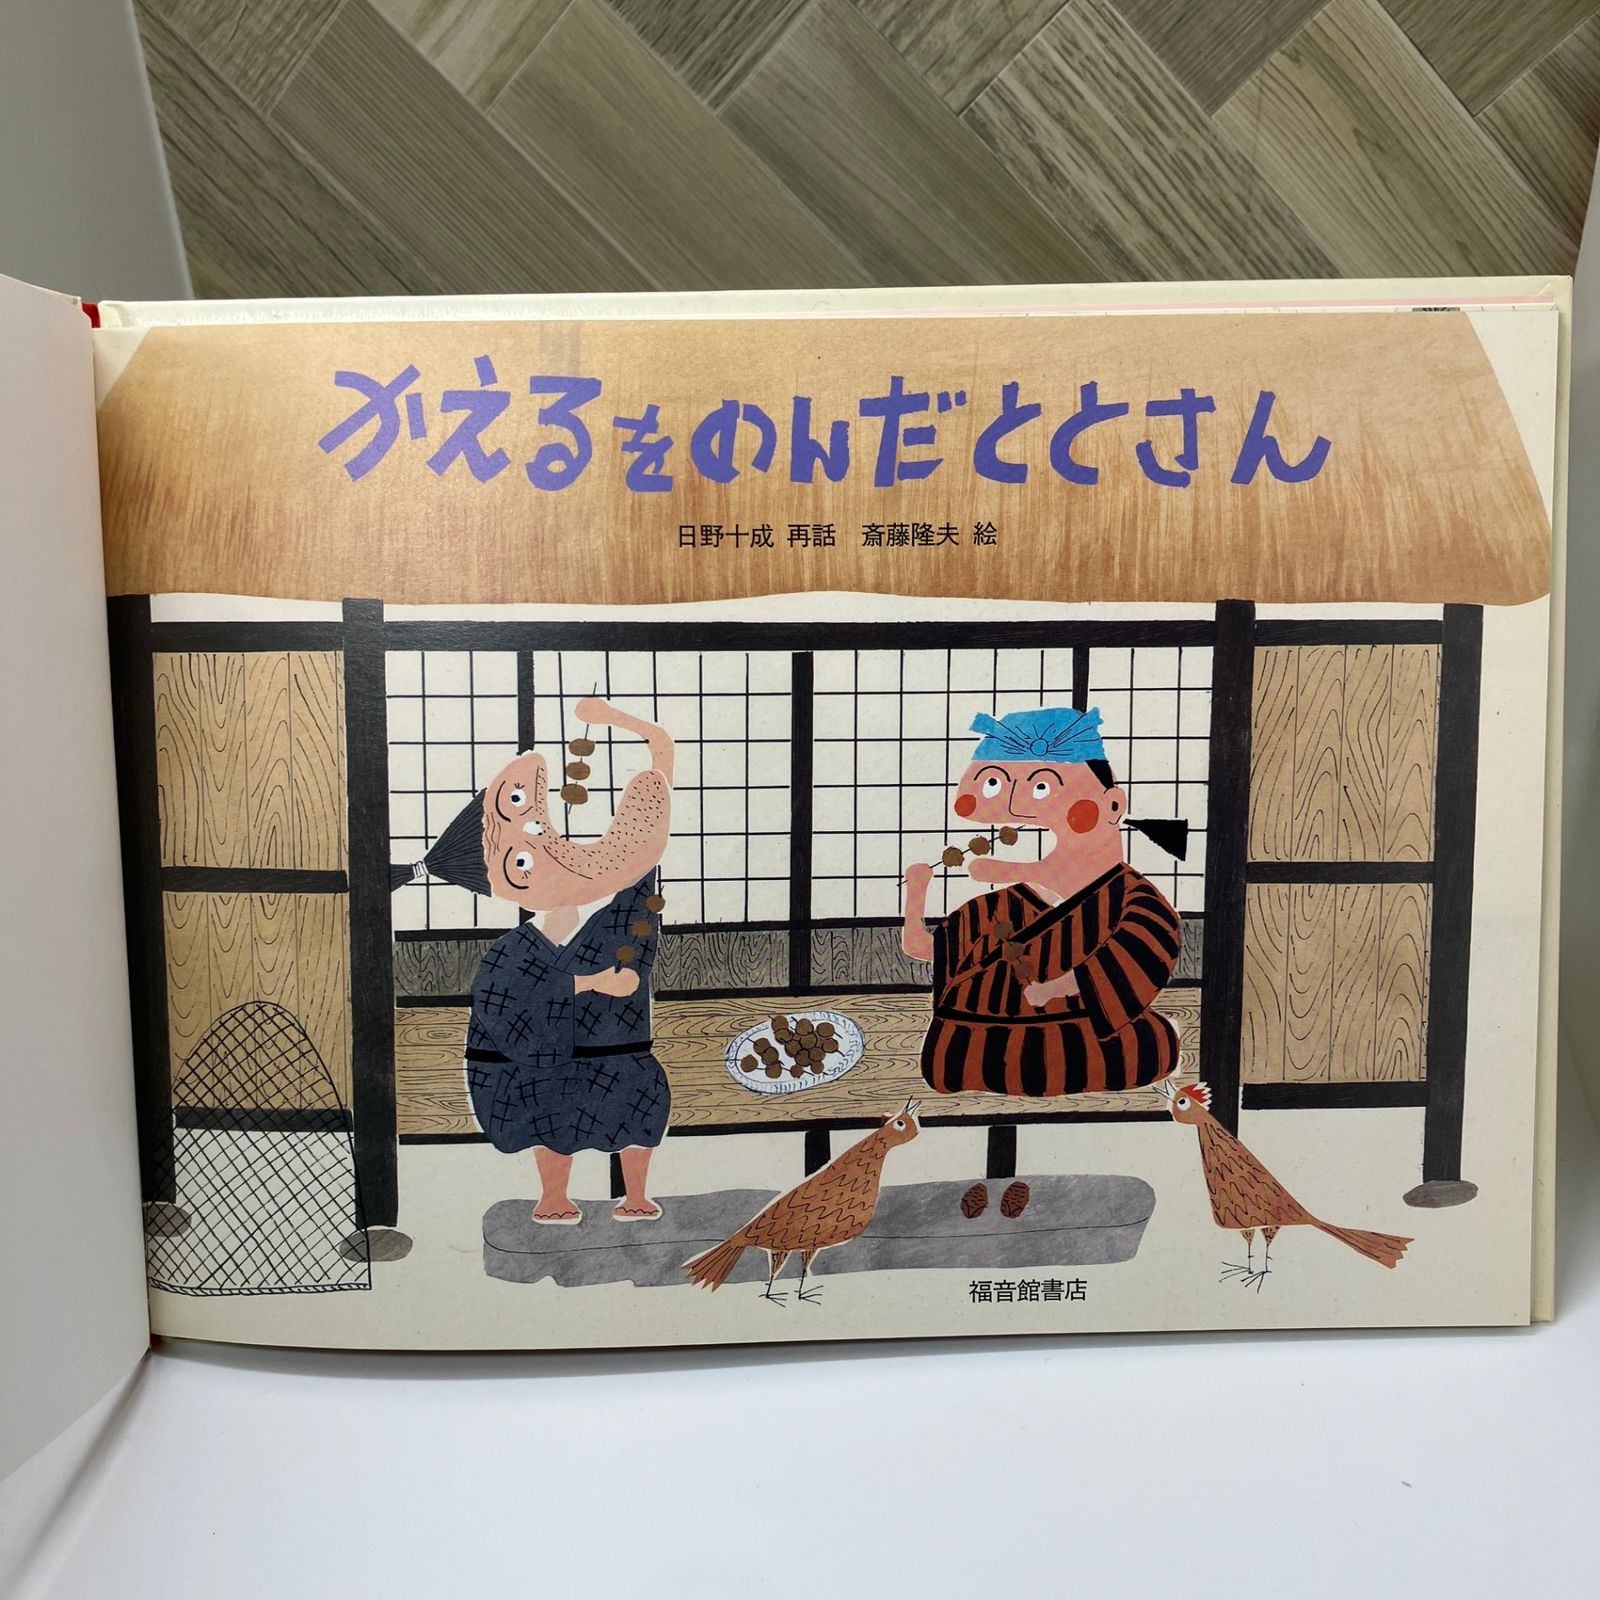 かえるをのんだととさん
日野十成 再話　斎藤隆夫 絵
福音館書店